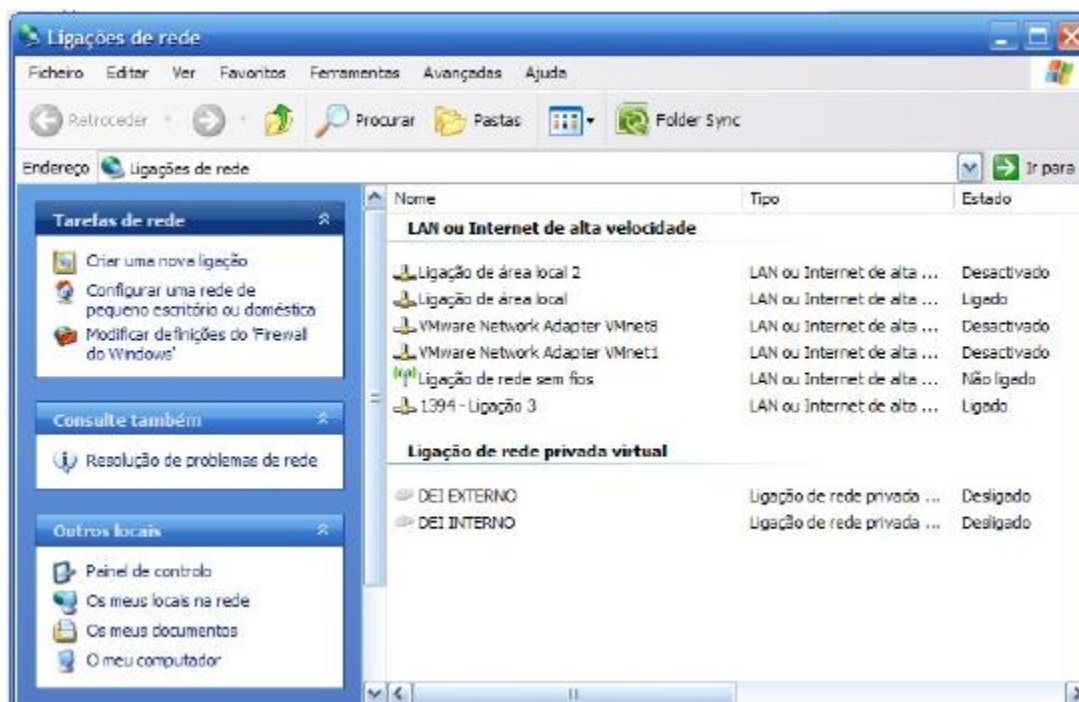 Ligações de rede
Ficheiro Editar Ver Favoritos Ferramentas Avançadas Ajuda
Retroceder Procurar Pastas Folder Sync
Endereço Ligações de rede Ir para
Tarefas de rede
Criar uma nova ligação
Configurar uma rede de
pequeno escritório ou doméstica
Modificar definições do 'Firewall
do Windows'
Consulte também
Resolução de problemas de rede
Outros locais
Painel de controlo
Os meus locais na rede
Os meus documentos
O meu computador
Nome Tipo Estado
LAN ou Internet de alta velocidade
Ligação de área local 2 LAN ou Internet de alta ... Desactivado
Ligação de área local LAN ou Internet de alta ... Ligado
VMware Network Adapter VMnet8 LAN ou Internet de alta ... Desactivado
VMware Network Adapter VMnet1 LAN ou Internet de alta ... Desactivado
Ligação de rede sem fios LAN ou Internet de alta ... Não ligado
1394 - Ligação 3 LAN ou Internet de alta ... Ligado
Ligação de rede privada virtual
DEI EXTERNO Ligação de rede privada ... Desligado
DEI INTERNO Ligação de rede privada ... Desligado